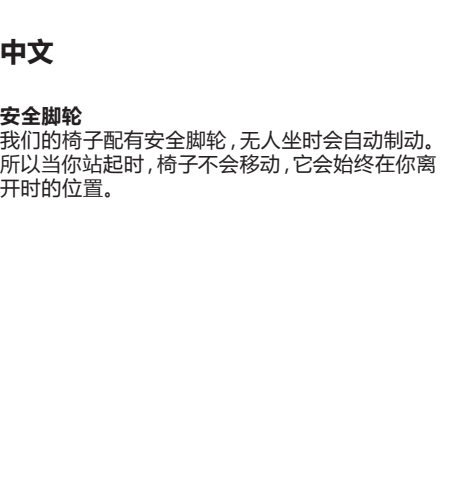 中文
安全脚轮
我们的椅子配有安全脚轮,无人坐时会自动制动。
所以当你站起时,椅子不会移动,它会始终在你离
开时的位置。